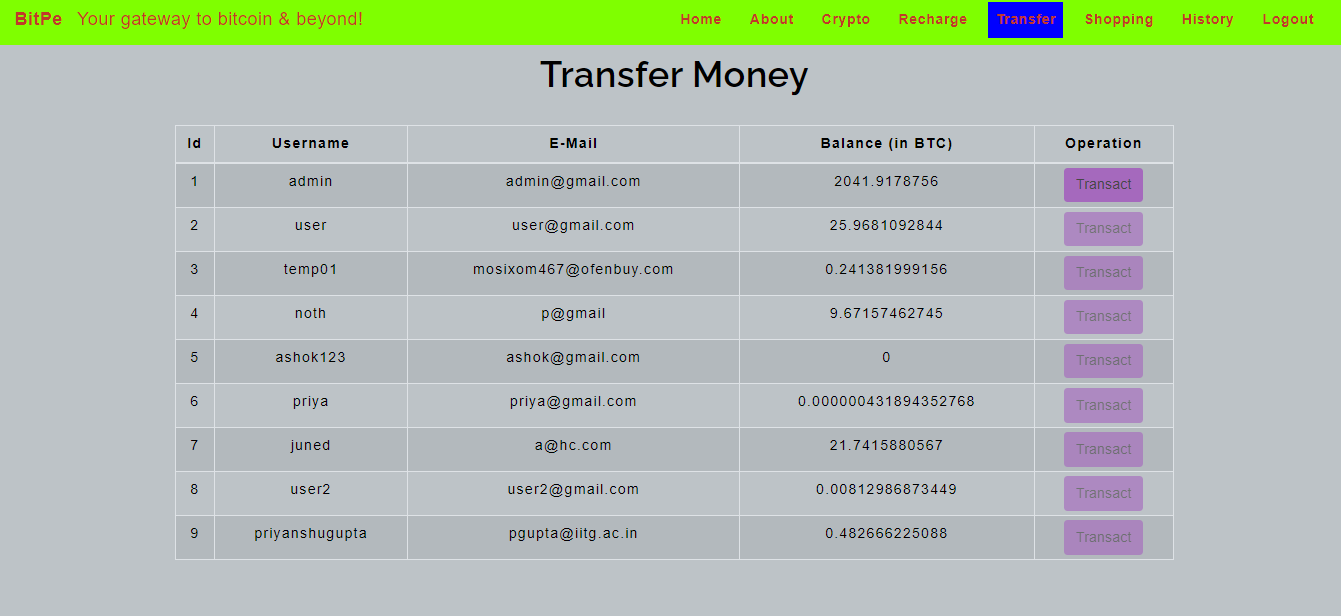 BitPe Your gateway to bitcoin & beyond! Home About Crypto Recharge Transfer Shopping History Logout
Transfer Money
Id Username E-Mail Balance (in BTC) Operation
1 admin admin@gmail.com 2041.9178756 Transact
2 user user@gmail.com 25.9681092844 Transact
3 temp01 mosixom467@ofenbuy.com 0.241381999156 Transact
4 noth p@gmail 9.67157462745 Transact
5 ashok123 ashok@gmail.com 0 Transact
6 priya priya@gmail.com 0.000000431894352768 Transact
7 juned a@hc.com 21.7415880567 Transact
8 user2 user2@gmail.com 0.00812986873449 Transact
9 priyanshugupta pgupta@iitg.ac.in 0.482666225088 Transact